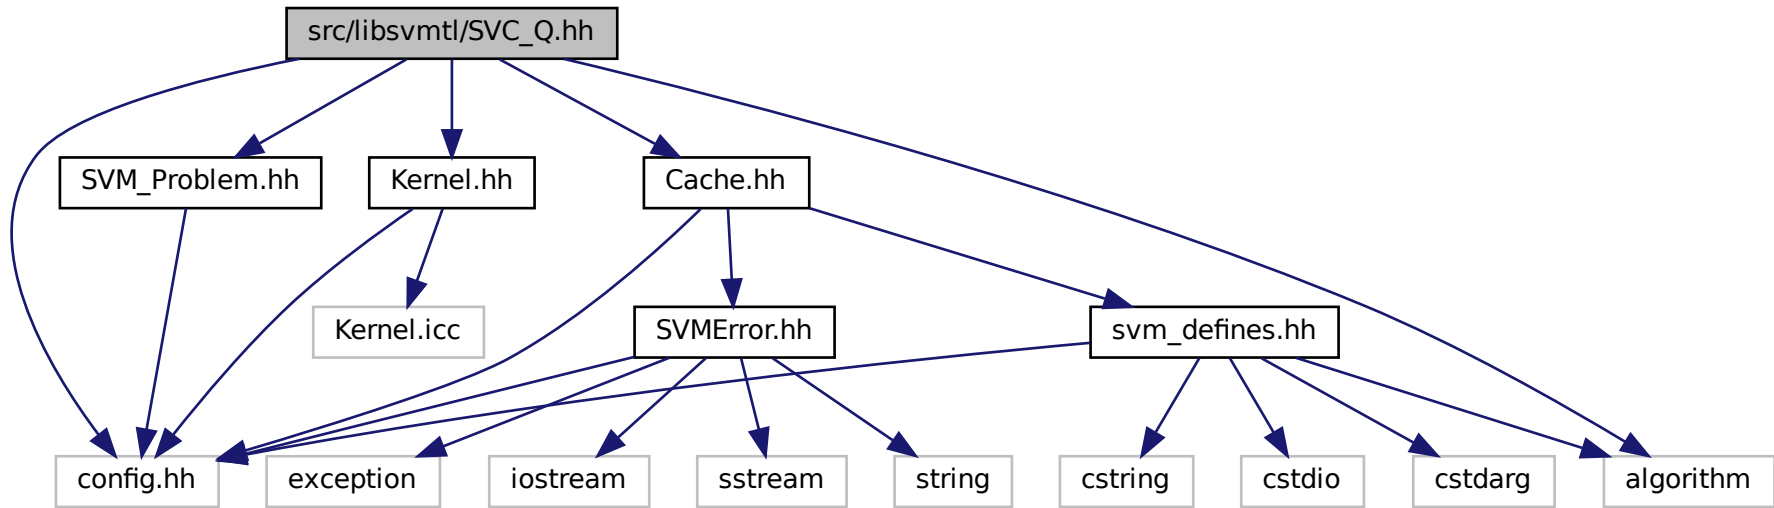 src/libsvmtl/SVC_Q.hh
SVM_Problem.hh
Kernel.hh
Cache.hh
Kernel.icc
SVMError.hh
svm_defines.hh
config.hh
exception
iostream
sstream
string
cstring
cstdio
cstdarg
algorithm